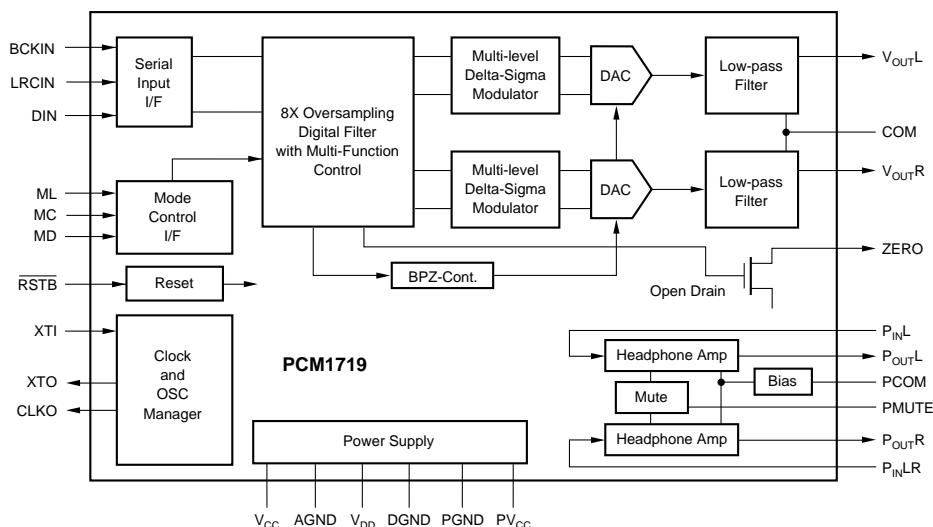 BCKIN
LRCIN
DIN
Serial
Input
I/F
ML
MC
MD
Mode
Control
I/F
RSTB
Reset
XTI
XTO
CLKO
Clock
and
OSC
Manager
8X Oversampling
Digital Filter
with Multi-Function
Control
Multi-level
Delta-Sigma
Modulator
DAC
Low-pass
Filter
Multi-level
Delta-Sigma
Modulator
DAC
Low-pass
Filter
BPZ-Cont.
Open Drain
PCM1719
Headphone Amp
Mute
Headphone Amp
Bias
Power Supply
VOUTL
COM
VOUTR
ZERO
PINL
POUTL
PCOM
PMUTE
POUTR
PINLR
VCC AGND VDD DGND PGND PVCC